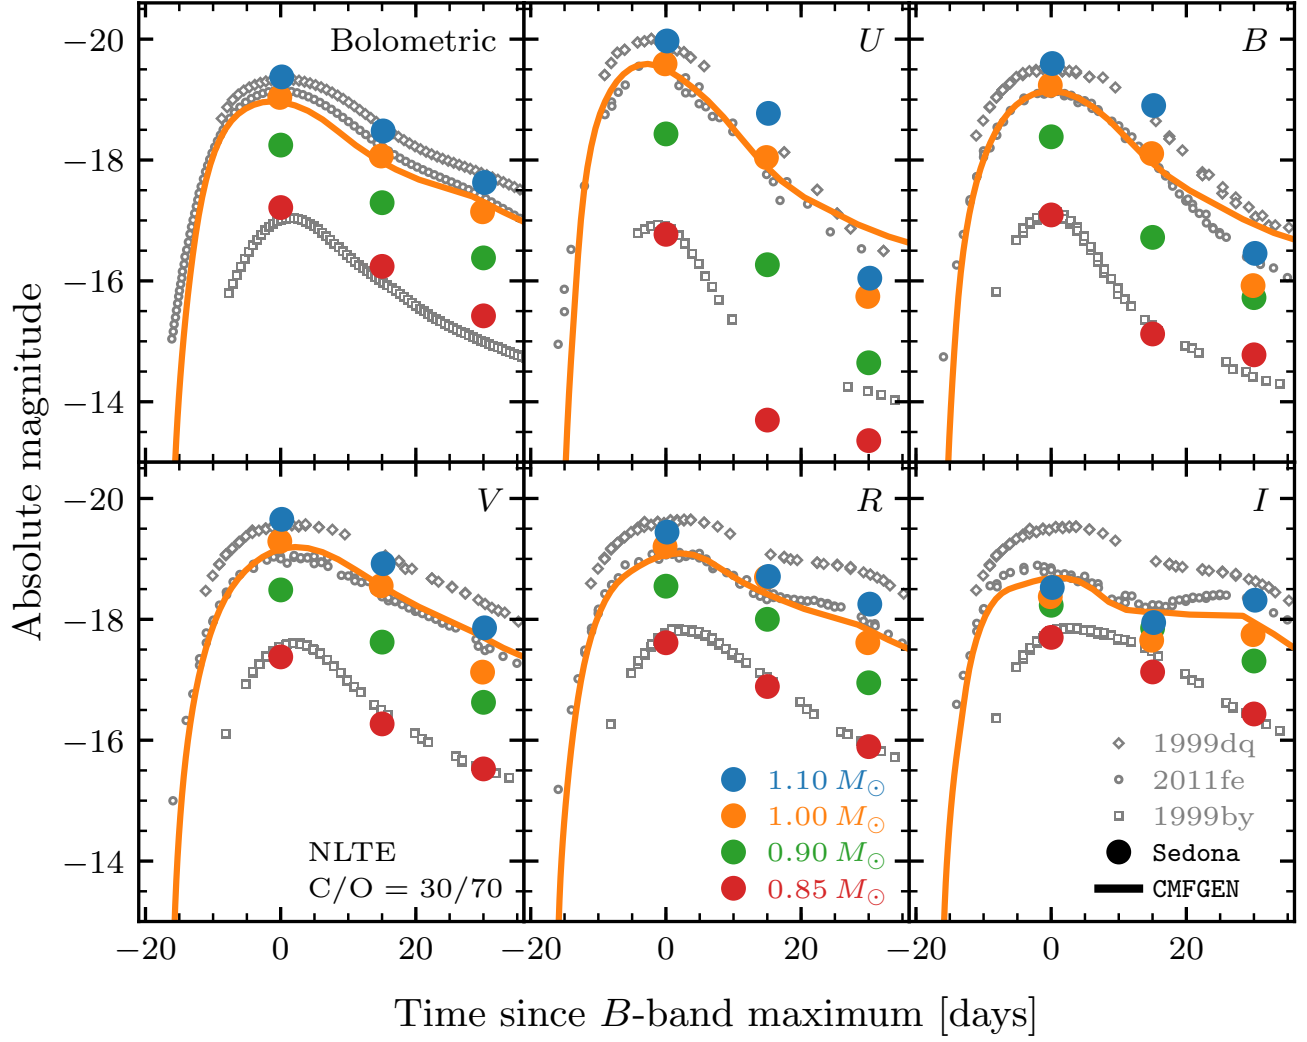 Absolute magnitude
−20
−18
−16
−14
Bolometric
U
B
−20
−18
−16
−14
V
R
I
NLTE
C/O = 30/70
1.10 M☉
1.00 M☉
0.90 M☉
0.85 M☉
1999dq
2011fe
1999by
Sedona
CMFGEN
−20 0 20 −20 0 20 −20 0 20
Time since B-band maximum [days]